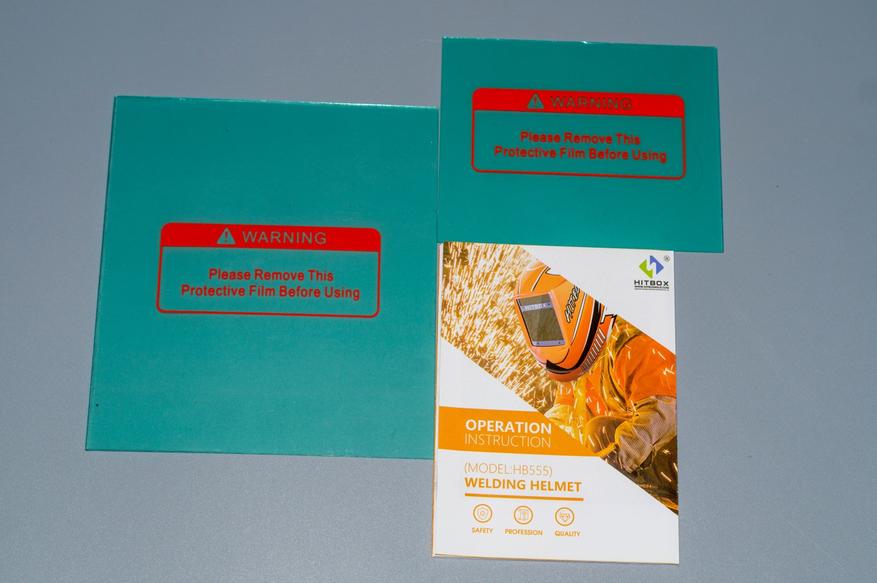 WARNING
Please Remove This
Protective Film Before Using
WARNING
Please Remove This
Protective Film Before Using
HITBOX
HITBOX
OPERATION
INSTRUCTION
(MODEL:HB555)
WELDING HELMET
SAFETY
PROFESSION
QUALITY